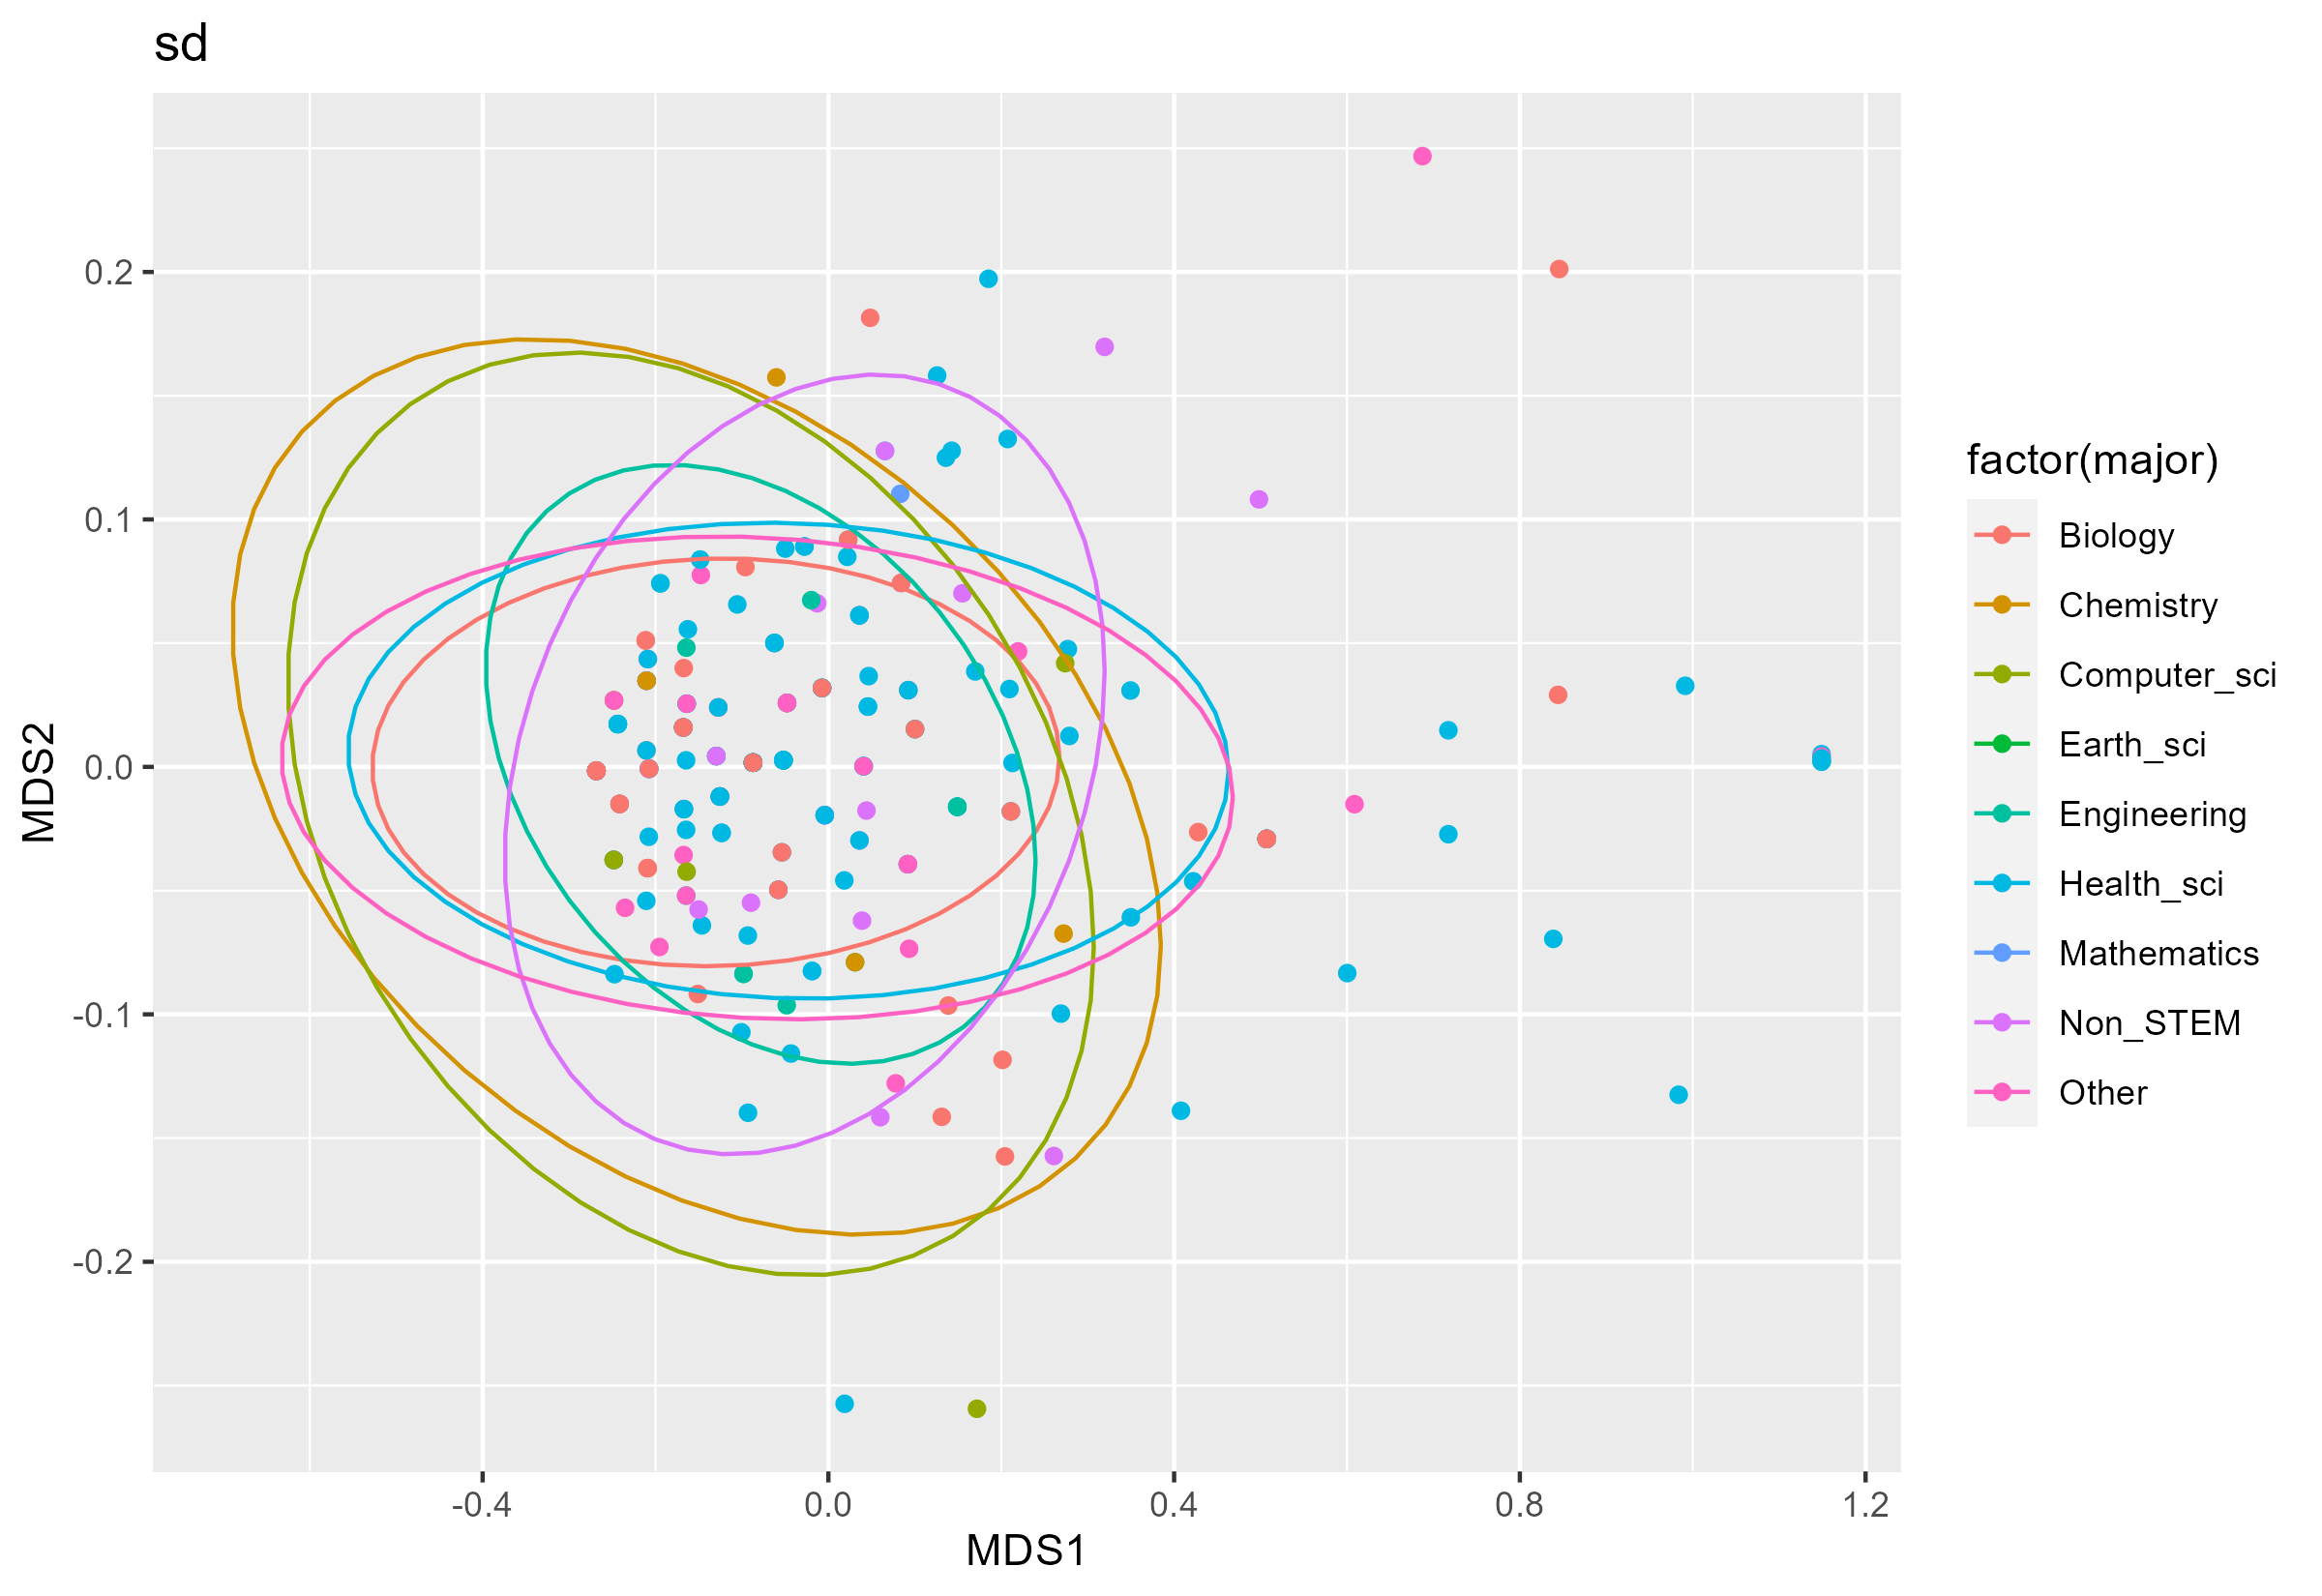 sd
MDS2
0.2
0.1
0.0
-0.1
-0.2
-0.4
0.0
0.4
0.8
1.2
MDS1
factor(major)
Biology
Chemistry
Computer_sci
Earth_sci
Engineering
Health_sci
Mathematics
Non_STEM
Other